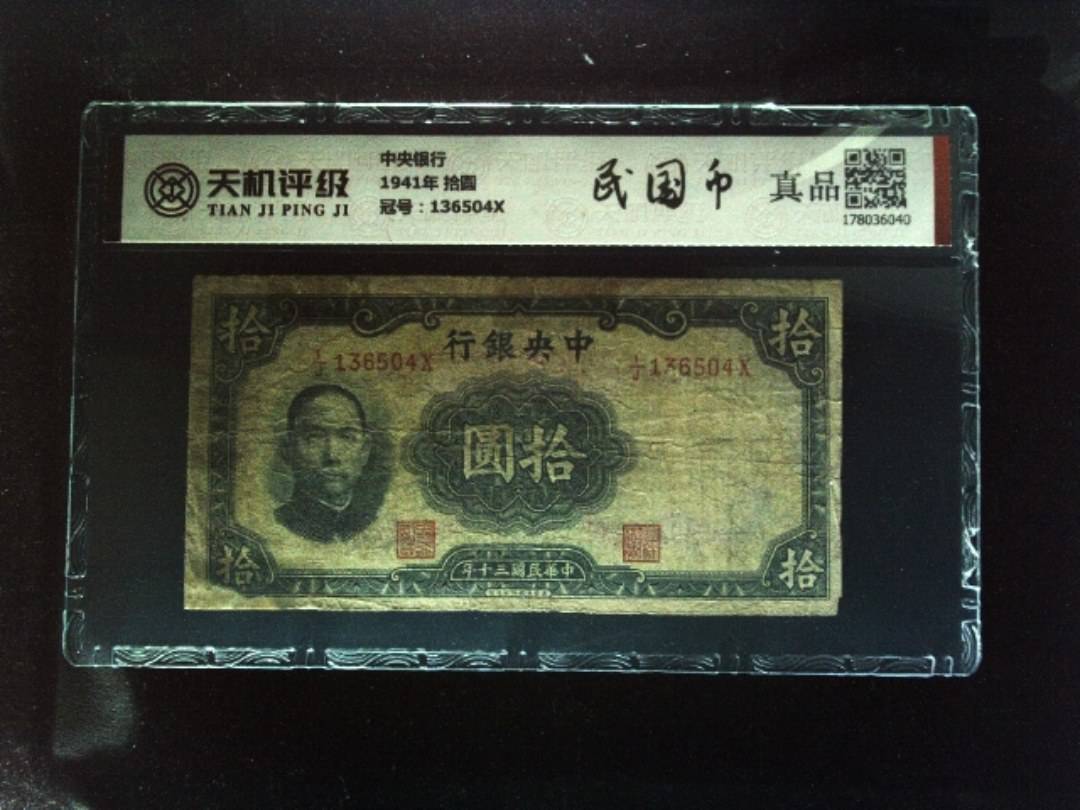 天机评级
TIAN JI PING JI
中央银行
1941年 拾圓
冠号：136504X
民国币
真品
178036040
拾
拾
行銀央中
136504X
136504X
圓拾
年十三國民華中
拾
拾